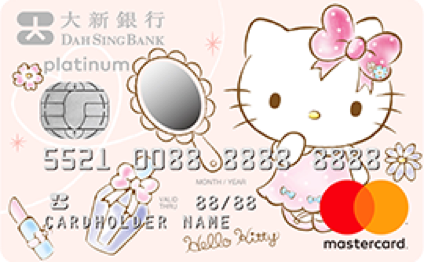 大新銀行
DAH SING BANK
platinum
5521 0088 8888 8888
MONTH / YEAR
VALID THRU 88/88
CARDHOLDER NAME
Hello Kitty
mastercard.